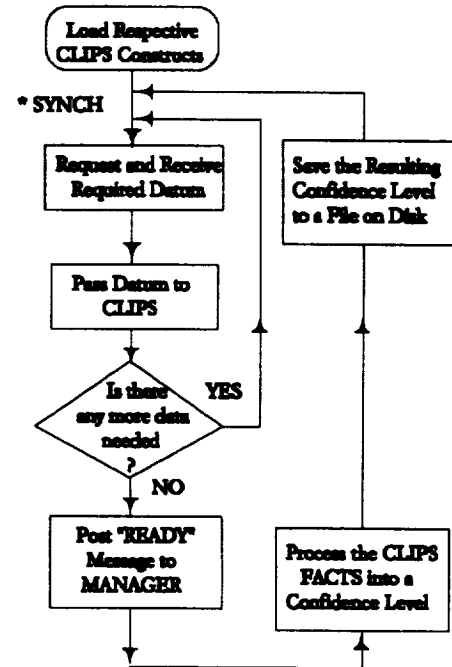 Load Respective
CLIPS Constructs
* SYNCH
Request and Receive
Required Datum
Pass Datum to
CLIPS
Is there
any more data
needed
?
YES
NO
Post "READY"
Message to
MANAGER
Process the CLIPS
FACTS into a
Confidence Level
Save the Resulting
Confidence Level
to a File on Disk